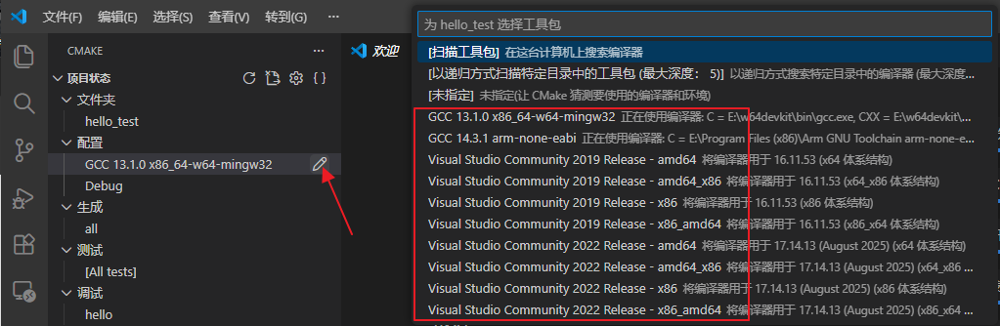 文件(F) 编辑(E) 选择(S) 查看(V) 转到(G) ···
CMAKE ···
项目状态
文件夹
hello_test
配置
GCC 13.1.0 x86_64-w64-mingw32
Debug
生成
all
测试
[All tests]
调试
hello
欢迎
为 hello_test 选择工具包
[扫描工具包] 在这台计算机上搜索编译器
[以递归方式扫描特定目录中的工具包 (最大深度： 5)] 以递归方式搜索特定目录中的编译器 (最大深度...
[未指定] 未指定(让 CMake 猜测要使用的编译器和环境)
GCC 13.1.0 x86_64-w64-mingw32 正在使用编译器: C = E:\w64devkit\bin\gcc.exe, CXX = E:\w64devkit\...
GCC 14.3.1 arm-none-eabi 正在使用编译器: C = E:\Program Files (x86)\Arm GNU Toolchain arm-none-e...
Visual Studio Community 2019 Release - amd64 将编译器用于 16.11.53 (x64 体系结构)
Visual Studio Community 2019 Release - amd64_x86 将编译器用于 16.11.53 (x64_x86 体系结构)
Visual Studio Community 2019 Release - x86 将编译器用于 16.11.53 (x86 体系结构)
Visual Studio Community 2019 Release - x86_amd64 将编译器用于 16.11.53 (x86_x64 体系结构)
Visual Studio Community 2022 Release - amd64 将编译器用于 17.14.13 (August 2025) (x64 体系结构)
Visual Studio Community 2022 Release - amd64_x86 将编译器用于 17.14.13 (August 2025) (x64_x86 ...
Visual Studio Community 2022 Release - x86 将编译器用于 17.14.13 (August 2025) (x86 体系结构)
Visual Studio Community 2022 Release - x86_amd64 将编译器用于 17.14.13 (August 2025) (x86_x64 ...